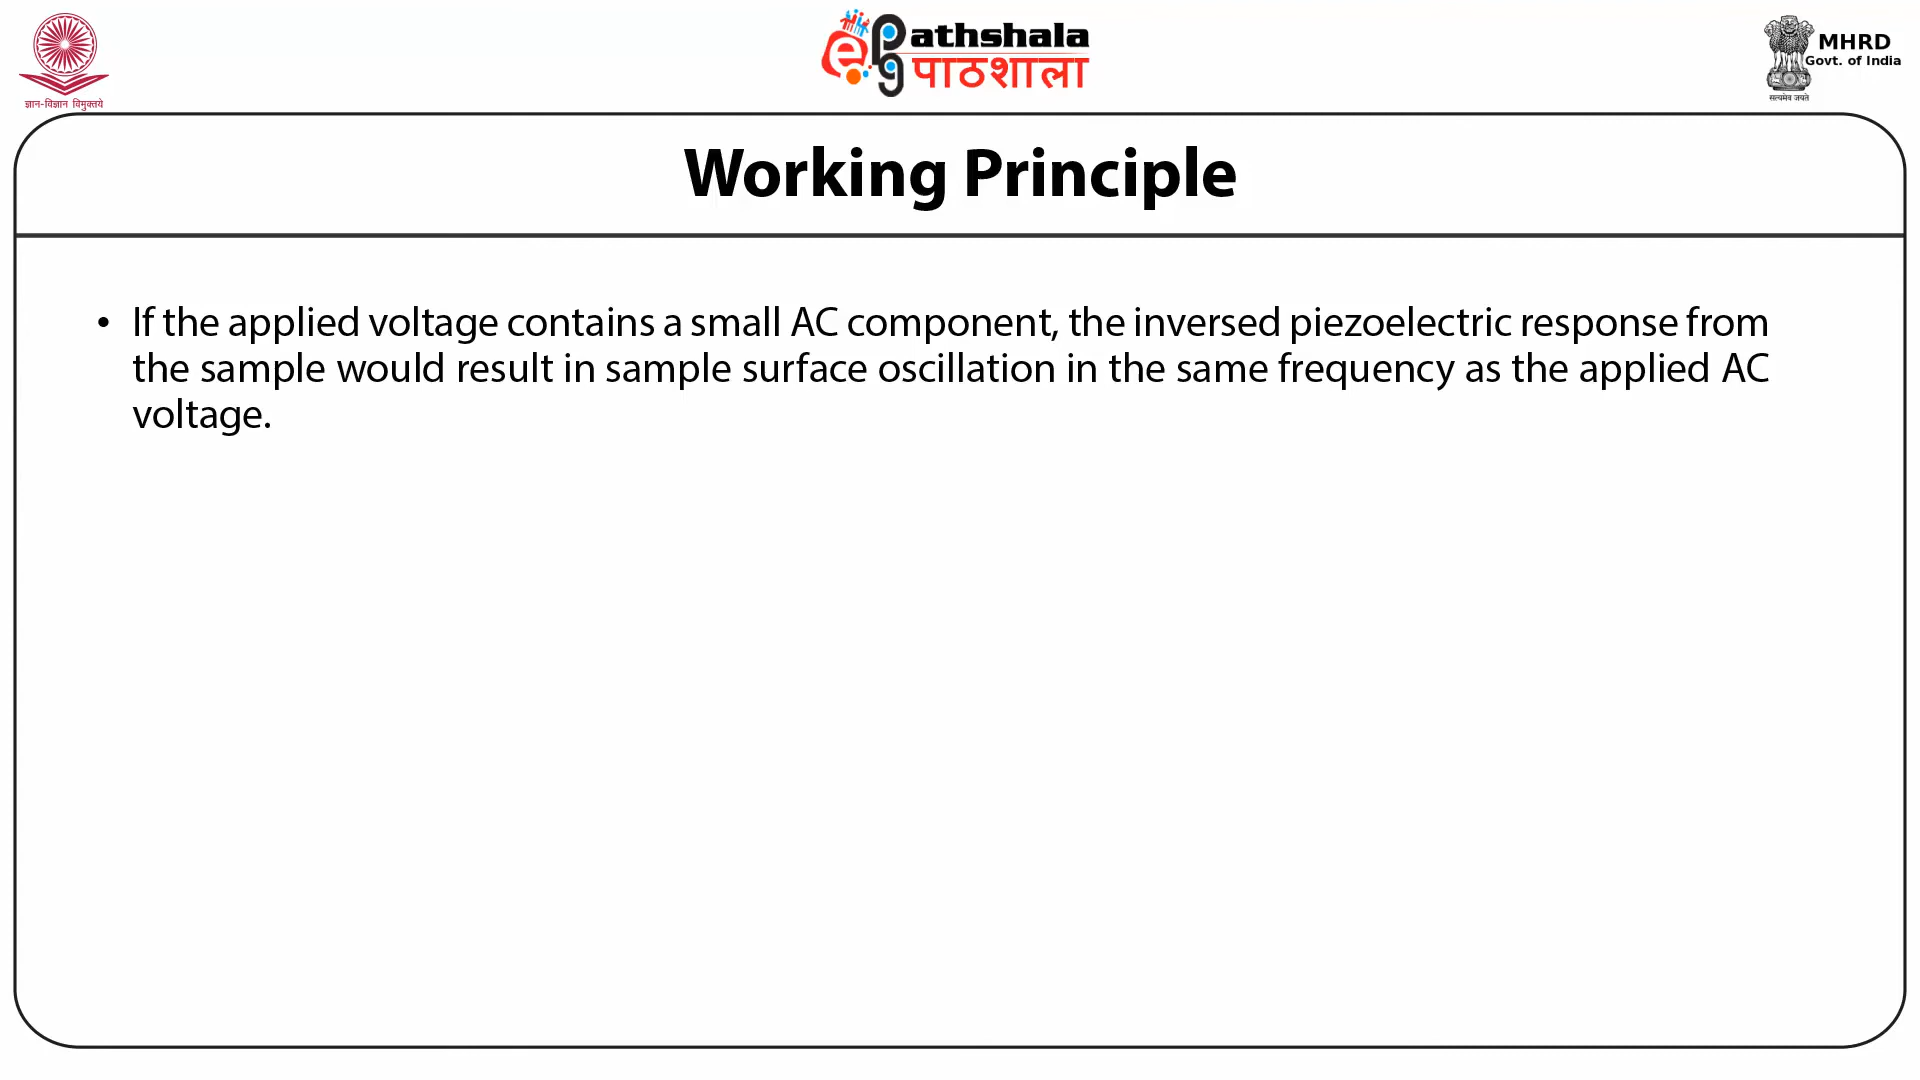 ज्ञान-विज्ञान विमुक्तये
ePathshala
पाठशाला
MHRD
Govt. of India
सत्यमेव जयते
Working Principle
• If the applied voltage contains a small AC component, the inversed piezoelectric response from
the sample would result in sample surface oscillation in the same frequency as the applied AC
voltage.